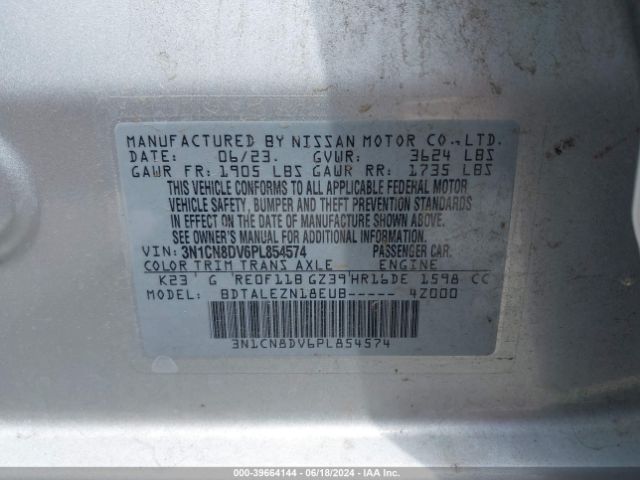 MANUFACTURED BY NISSAN MOTOR CO.,LTD.
DATE: 06/23. GVWR: 3624 LBS
GAWR FR: 1905 LBS GAWR RR: 1735 LBS
THIS VEHICLE CONFORMS TO ALL APPLICABLE FEDERAL MOTOR
VEHICLE SAFETY, BUMPER AND THEFT PREVENTION STANDARDS
IN EFFECT ON THE DATE OF MANUFACTURE SHOWN ABOVE.
SEE OWNER'S MANUAL FOR ADDITIONAL INFORMATION.
VIN: 3N1CN8DV6PL854574 PASSENGER CAR.
COLOR TRIM TRANS AXLE ENGINE
K23 G RE0F11B GZ39 HR16DE 1598 CC
MODEL: BDTALEZN18EUB----- 4Z000
3N1CN8DV6PL854574
000-39664144 | 06/18/2024 | IAA Inc.